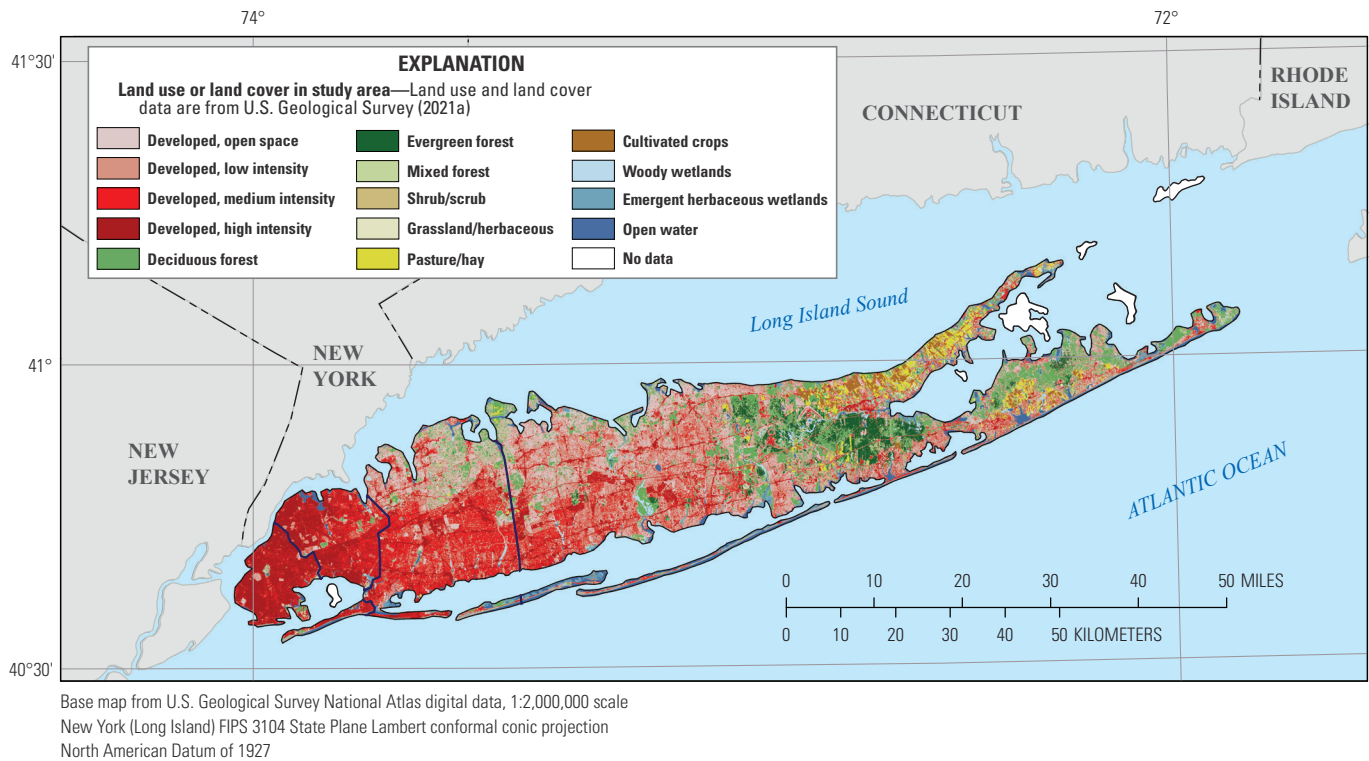 74°
72°
41°30'
EXPLANATION
Land use or land cover in study area—Land use and land cover
data are from U.S. Geological Survey (2021a)
Developed, open space
Developed, low intensity
Developed, medium intensity
Developed, high intensity
Deciduous forest
Evergreen forest
Mixed forest
Shrub/scrub
Grassland/herbaceous
Pasture/hay
Cultivated crops
Woody wetlands
Emergent herbaceous wetlands
Open water
No data
RHODE
ISLAND
CONNECTICUT
Long Island Sound
41°
NEW
YORK
NEW
JERSEY
ATLANTIC OCEAN
0 10 20 30 40 50 MILES
0 10 20 30 40 50 KILOMETERS
40°30'
Base map from U.S. Geological Survey National Atlas digital data, 1:2,000,000 scale
New York (Long Island) FIPS 3104 State Plane Lambert conformal conic projection
North American Datum of 1927